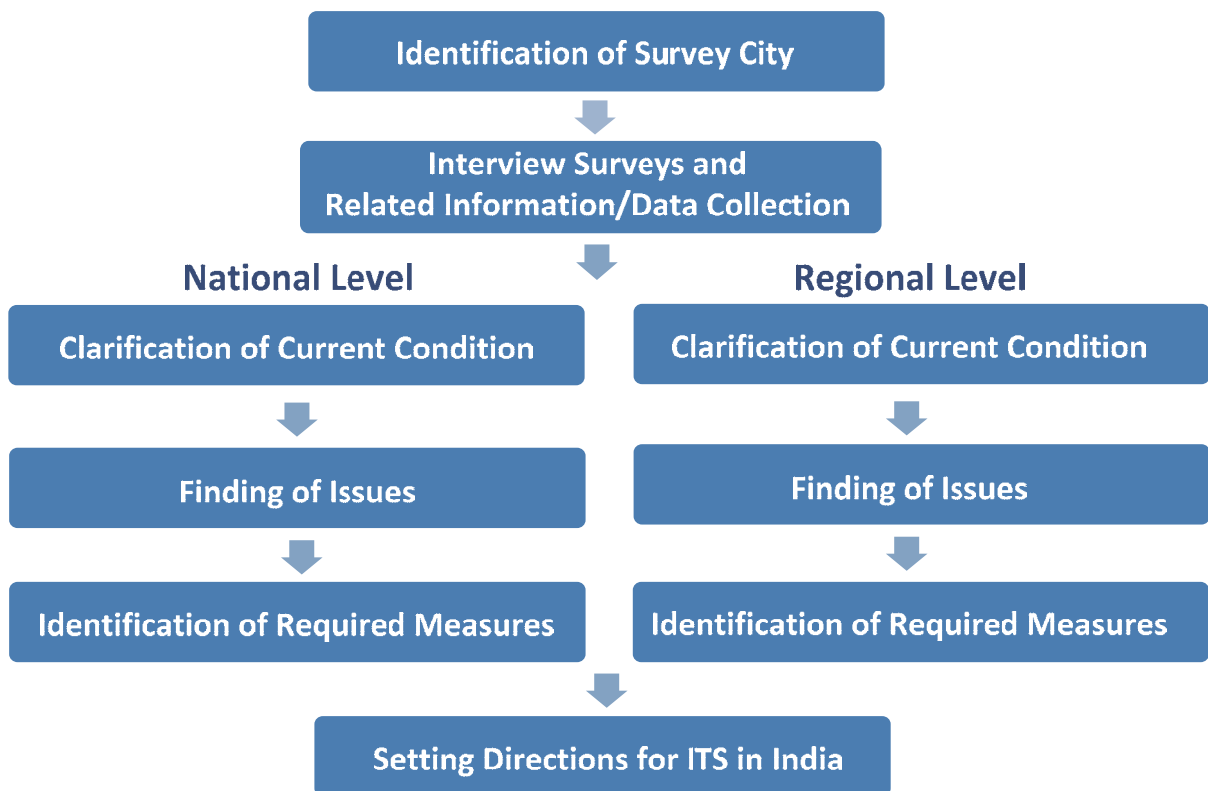 Identification of Survey City
Interview Surveys and
Related Information/Data Collection
National Level
Clarification of Current Condition
Finding of Issues
Identification of Required Measures
Regional Level
Clarification of Current Condition
Finding of Issues
Identification of Required Measures
Setting Directions for ITS in India